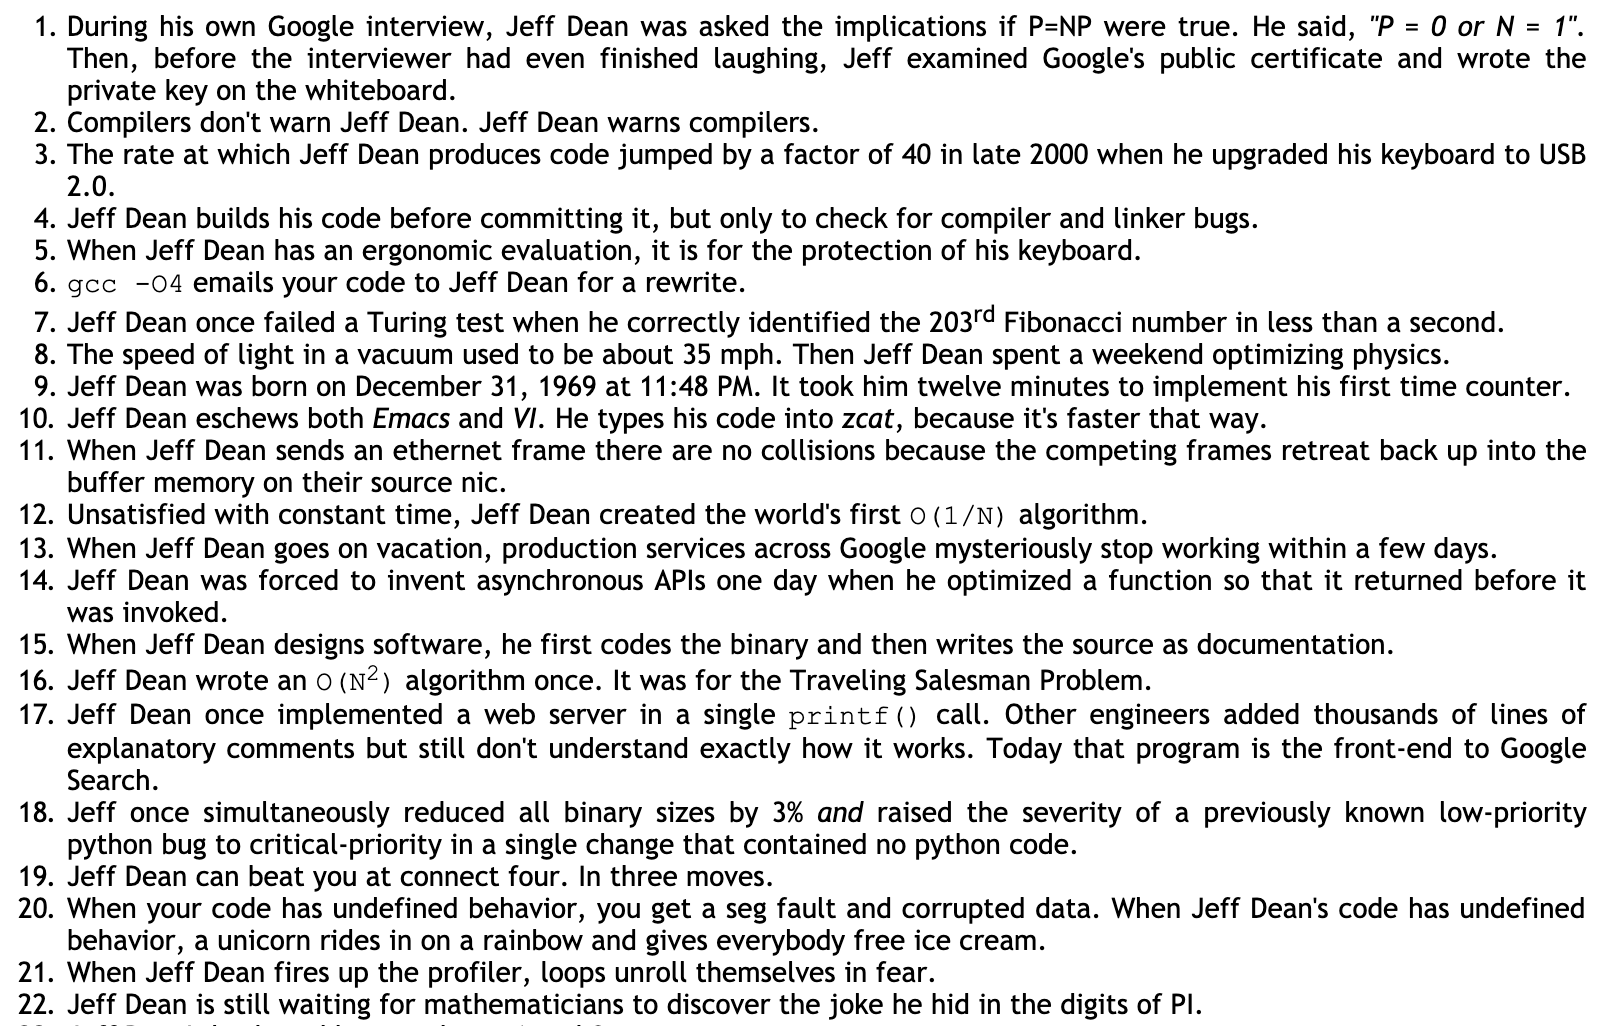 1. During his own Google interview, Jeff Dean was asked the implications if P=NP were true. He said, "P = 0 or N = 1".
Then, before the interviewer had even finished laughing, Jeff examined Google's public certificate and wrote the
private key on the whiteboard.
2. Compilers don't warn Jeff Dean. Jeff Dean warns compilers.
3. The rate at which Jeff Dean produces code jumped by a factor of 40 in late 2000 when he upgraded his keyboard to USB
2.0.
4. Jeff Dean builds his code before committing it, but only to check for compiler and linker bugs.
5. When Jeff Dean has an ergonomic evaluation, it is for the protection of his keyboard.
6. gcc -O4 emails your code to Jeff Dean for a rewrite.
7. Jeff Dean once failed a Turing test when he correctly identified the 203rd Fibonacci number in less than a second.
8. The speed of light in a vacuum used to be about 35 mph. Then Jeff Dean spent a weekend optimizing physics.
9. Jeff Dean was born on December 31, 1969 at 11:48 PM. It took him twelve minutes to implement his first time counter.
10. Jeff Dean eschews both Emacs and VI. He types his code into zcat, because it's faster that way.
11. When Jeff Dean sends an ethernet frame there are no collisions because the competing frames retreat back up into the
buffer memory on their source nic.
12. Unsatisfied with constant time, Jeff Dean created the world's first O(1/N) algorithm.
13. When Jeff Dean goes on vacation, production services across Google mysteriously stop working within a few days.
14. Jeff Dean was forced to invent asynchronous APIs one day when he optimized a function so that it returned before it
was invoked.
15. When Jeff Dean designs software, he first codes the binary and then writes the source as documentation.
16. Jeff Dean wrote an O(N²) algorithm once. It was for the Traveling Salesman Problem.
17. Jeff Dean once implemented a web server in a single printf() call. Other engineers added thousands of lines of
explanatory comments but still don't understand exactly how it works. Today that program is the front-end to Google
Search.
18. Jeff once simultaneously reduced all binary sizes by 3% and raised the severity of a previously known low-priority
python bug to critical-priority in a single change that contained no python code.
19. Jeff Dean can beat you at connect four. In three moves.
20. When your code has undefined behavior, you get a seg fault and corrupted data. When Jeff Dean's code has undefined
behavior, a unicorn rides in on a rainbow and gives everybody free ice cream.
21. When Jeff Dean fires up the profiler, loops unroll themselves in fear.
22. Jeff Dean is still waiting for mathematicians to discover the joke he hid in the digits of PI.